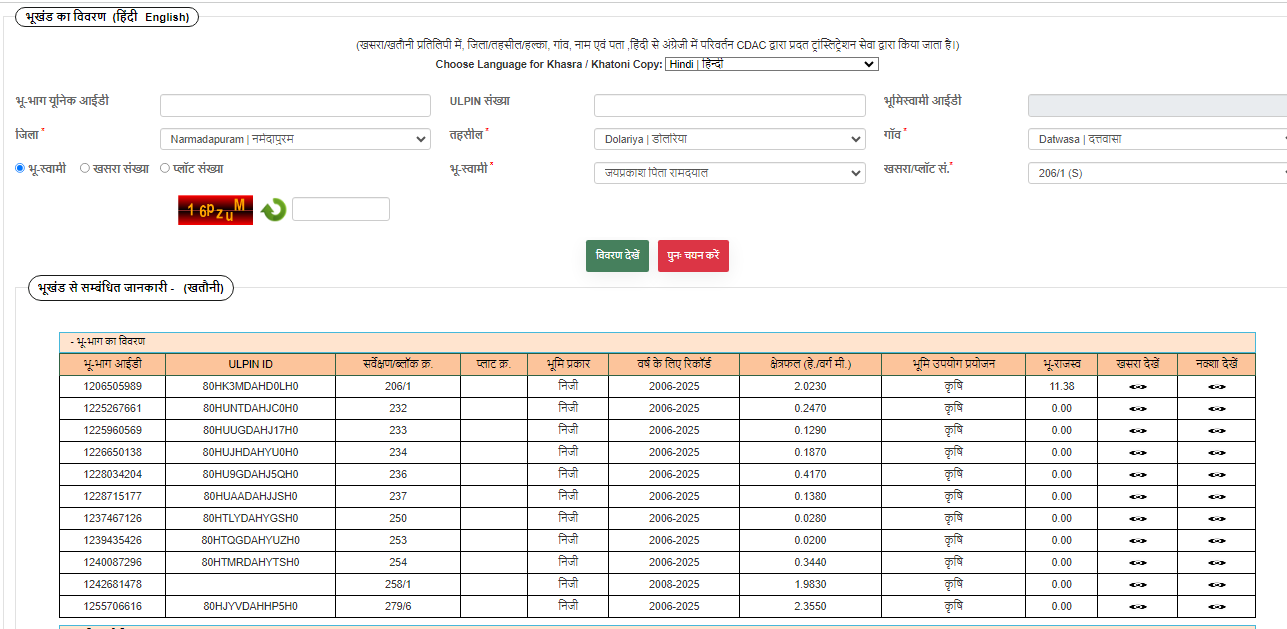 भूखंड का विवरण (हिंदी English)
(खसरा/खतौनी प्रतिलिपी में, जिला/तहसील/हल्का, गांव, नाम एवं पता ,हिंदी से अंग्रेजी में परिवर्तन CDAC द्वारा प्रदत ट्रांस्लिट्रेशन सेवा द्वारा किया जाता है।)
Choose Language for Khasra / Khatoni Copy: Hindi | हिन्दी
भू-भाग यूनिक आईडी ULPIN संख्या भूमिस्वामी आईडी
जिला * Narmadapuram | नर्मदापुरम तहसील * Dolariya | डोलरिया गाँव * Datwasa | दत्तवासा
भू-स्वामी खसरा संख्या प्लॉट संख्या भू-स्वामी * जयप्रकाश पिता रामदयाल खसरा/प्लॉट सं.* 206/1 (S)
1 6PzuM
विवरण देखें पुनः चयन करें
भूखंड से सम्बंधित जानकारी - (खतौनी)
- भू-भाग का विवरण
भू-भाग आईडी ULPIN ID सर्वेक्षण/ब्लॉक क्र. प्लाट क्र. भूमि प्रकार वर्ष के लिए रिकॉर्ड क्षेत्रफल (हे./वर्ग मी.) भूमि उपयोग प्रयोजन भू-राजस्व खसरा देखें नक्शा देखें
1206505989 80HK3MDAHD0LH0 206/1 निजी 2006-2025 2.0230 कृषि 11.38
1225267661 80HUNTDAHJC0H0 232 निजी 2006-2025 0.2470 कृषि 0.00
1225960569 80HUUGDAHJ17H0 233 निजी 2006-2025 0.1290 कृषि 0.00
1226650138 80HUJHDAHYU0H0 234 निजी 2006-2025 0.1870 कृषि 0.00
1228034204 80HU9GDAHJ5QH0 236 निजी 2006-2025 0.4170 कृषि 0.00
1228715177 80HUAADAHJJSH0 237 निजी 2006-2025 0.1380 कृषि 0.00
1237467126 80HTLYDAHYGSH0 250 निजी 2006-2025 0.0280 कृषि 0.00
1239435426 80HTQGDAHYUZH0 253 निजी 2006-2025 0.0200 कृषि 0.00
1240087296 80HTMRDAHYTSH0 254 निजी 2006-2025 0.3440 कृषि 0.00
1242681478 258/1 निजी 2008-2025 1.9830 कृषि 0.00
1255706616 80HJYVDAHHP5H0 279/6 निजी 2006-2025 2.3550 कृषि 0.00